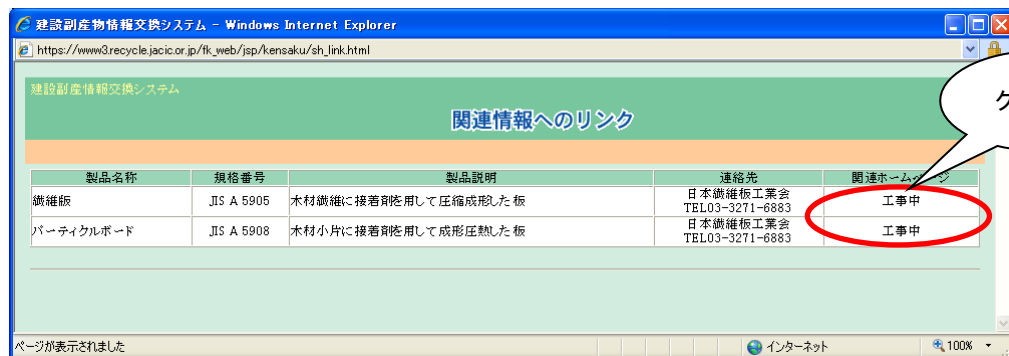 建設副産物情報交換システム - Windows Internet Explorer
https://www3.recycle.jacic.or.jp/fk_web/jsp/kensaku/sh_link.html
建設副産情報交換システム
関連情報へのリンク
製品名称 規格番号 製品説明 連絡先 関連ホームページ
繊維版 JIS A 5905 木材繊維に接着剤を用して圧縮成形した板 日本繊維板工業会 工事中
TEL03-3271-6883
パーティクルボード JIS A 5908 木材小片に接着剤を用して成形圧熱した板 日本繊維板工業会 工事中
TEL03-3271-6883
ページが表示されました インターネット 100%